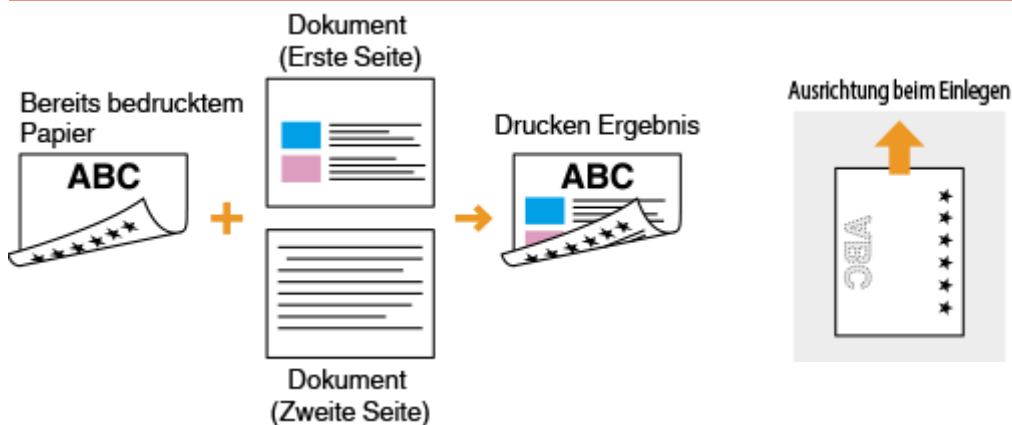 Dokument
(Erste Seite)
Bereits bedrucktem
Papier
ABC
Drucken Ergebnis
ABC
Ausrichtung beim Einlegen
ABC
Dokument
(Zweite Seite)